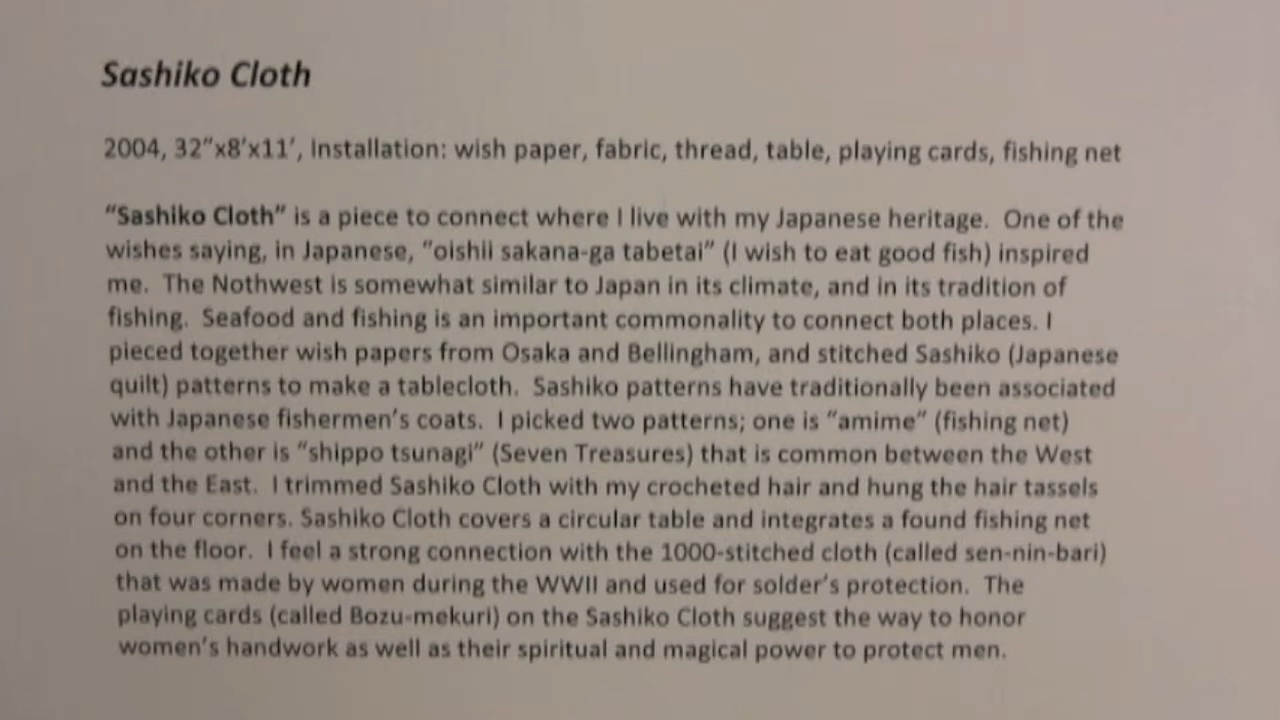 Sashiko Cloth
2004, 32"x8'x11', Installation: wish paper, fabric, thread, table, playing cards, fishing net
“Sashiko Cloth” is a piece to connect where I live with my Japanese heritage.  One of the
wishes saying, in Japanese, “oishii sakana-ga tabetai” (I wish to eat good fish) inspired
me.  The Nothwest is somewhat similar to Japan in its climate, and in its tradition of
fishing.  Seafood and fishing is an important commonality to connect both places. I
pieced together wish papers from Osaka and Bellingham, and stitched Sashiko (Japanese
quilt) patterns to make a tablecloth.  Sashiko patterns have traditionally been associated
with Japanese fishermen’s coats.  I picked two patterns; one is “amime” (fishing net)
and the other is “shippo tsunagi” (Seven Treasures) that is common between the West
and the East.  I trimmed Sashiko Cloth with my crocheted hair and hung the hair tassels
on four corners. Sashiko Cloth covers a circular table and integrates a found fishing net
on the floor.  I feel a strong connection with the 1000-stitched cloth (called sen-nin-bari)
that was made by women during the WWII and used for solder’s protection.  The
playing cards (called Bozu-mekuri) on the Sashiko Cloth suggest the way to honor
women’s handwork as well as their spiritual and magical power to protect men.